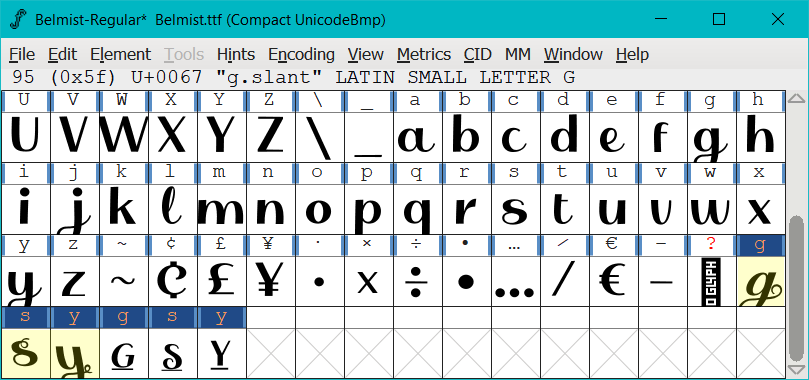 Belmist-Regular* Belmist.ttf (Compact UnicodeBmp)
File Edit Element Tools Hints Encoding View Metrics CID MM Window Help
95 (0x5f) U+0067 "g.slant" LATIN SMALL LETTER G
U V W X Y Z \ _ a b c d e f g h
U V W X Y Z \ _ a b c d e f g h
i j k l m n o p q r s t u v w x
i j k l m n o p q r s t u v w x
y z ~ ¢ £ ¥ · × ÷ • … ⁄ € − ? g
y z ~ ¢ £ ¥ · × ÷ • … ⁄ € − g
s y g s y
s y G S Y